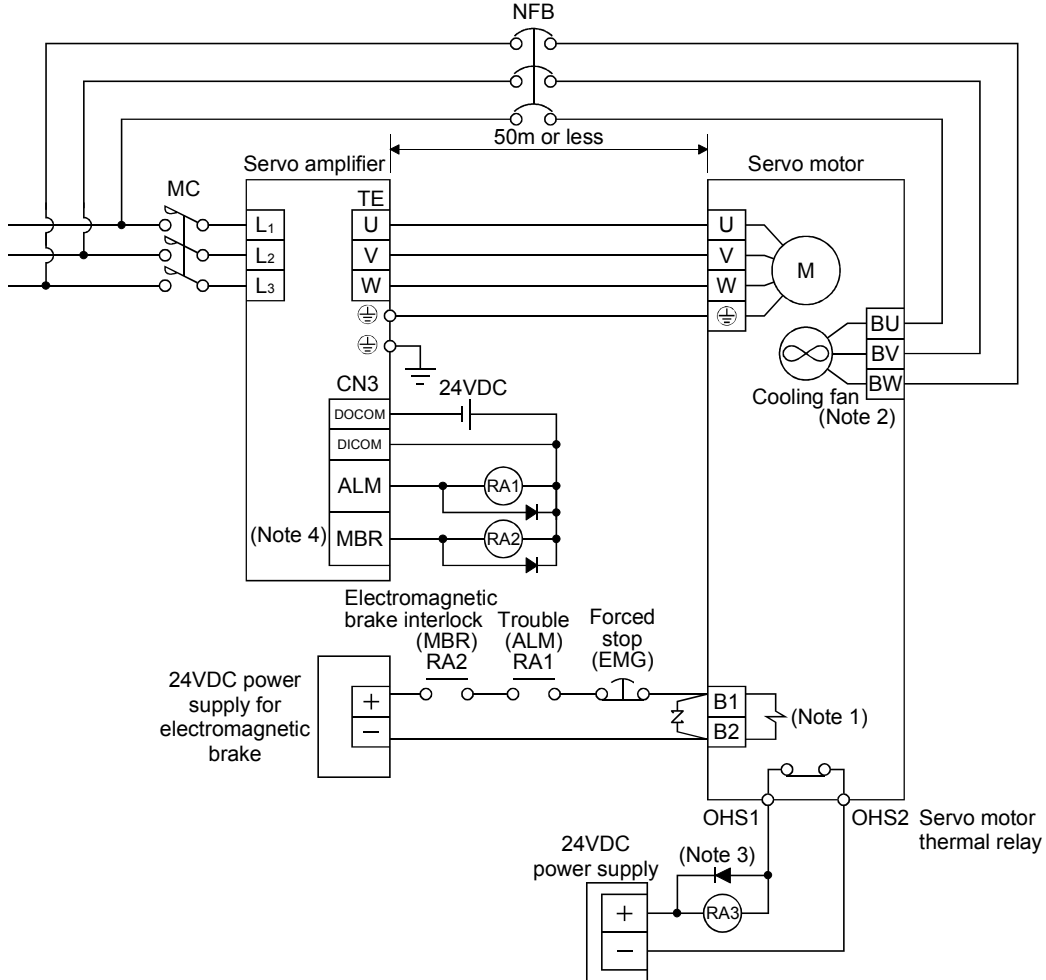 NFB
50m or less
Servo amplifier
Servo motor
MC
TE
L1
U
U
L2
V
V
M
L3
W
W
BU
BV
BW
CN3
24VDC
Cooling fan
(Note 2)
DOCOM
DICOM
ALM
RA1
(Note 4)
MBR
RA2
Electromagnetic
brake interlock
(MBR)
RA2
Trouble
(ALM)
RA1
Forced
stop
(EMG)
24VDC power
supply for
electromagnetic
brake
+
−
B1
B2
(Note 1)
OHS1
OHS2
Servo motor
thermal relay
24VDC
power supply
(Note 3)
+
RA3
−